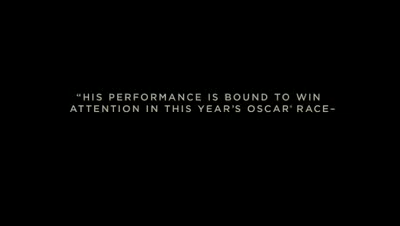 “HIS PERFORMANCE IS BOUND TO WIN
ATTENTION IN THIS YEAR’S OSCAR’ RACE–